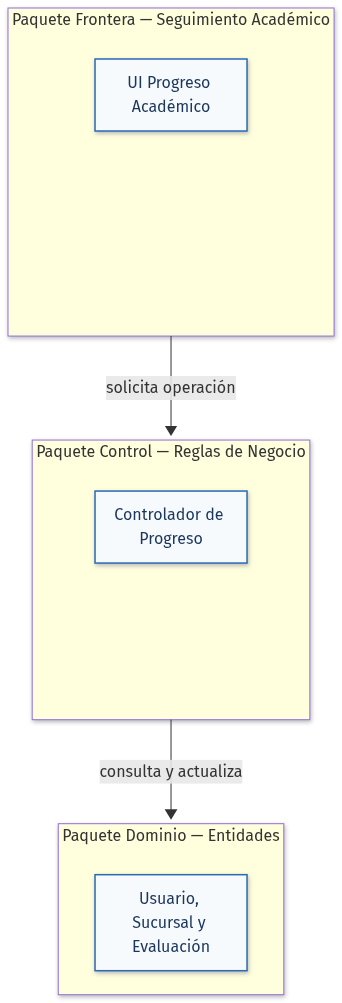 Paquete Frontera — Seguimiento Académico
UI Progreso
Académico
solicita operación
Paquete Control — Reglas de Negocio
Controlador de
Progreso
consulta y actualiza
Paquete Dominio — Entidades
Usuario,
Sucursal y
Evaluación